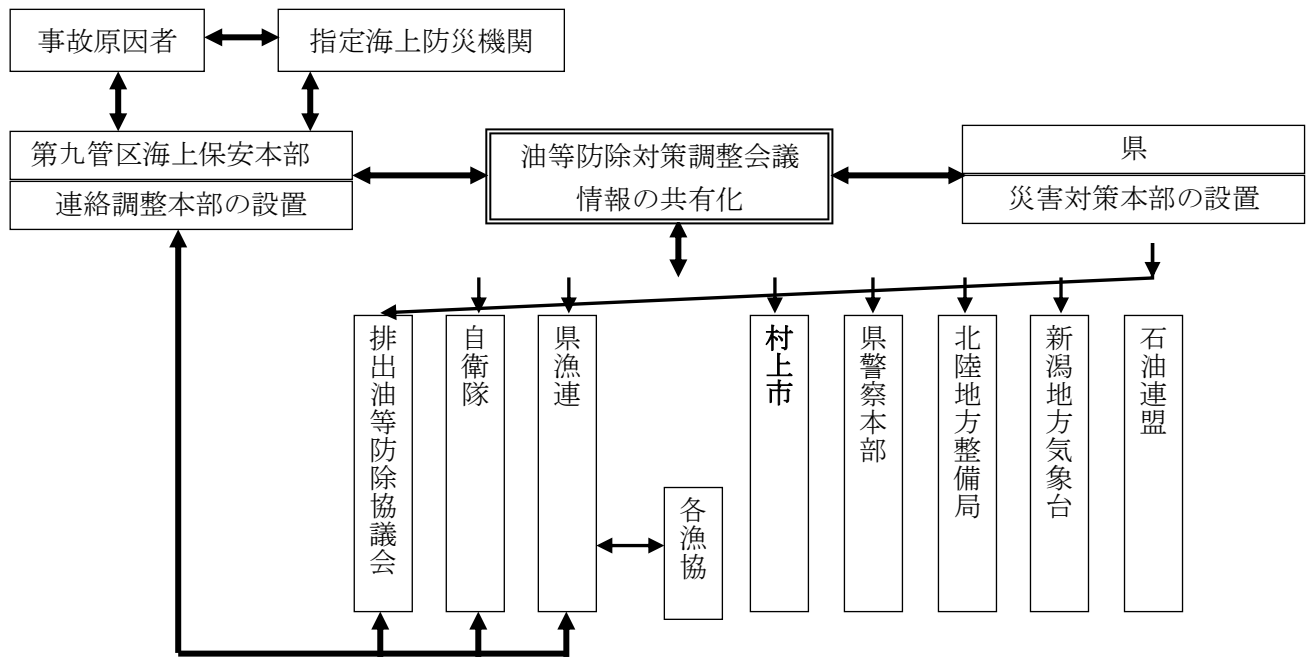 事故原因者
指定海上防災機関
第九管区海上保安本部
連絡調整本部の設置
油等防除対策調整会議
情報の共有化
県
災害対策本部の設置
排出油等防除協議会
自衛隊
県漁連
各漁協
村上市
県警察本部
北陸地方整備局
新潟地方気象台
石油連盟